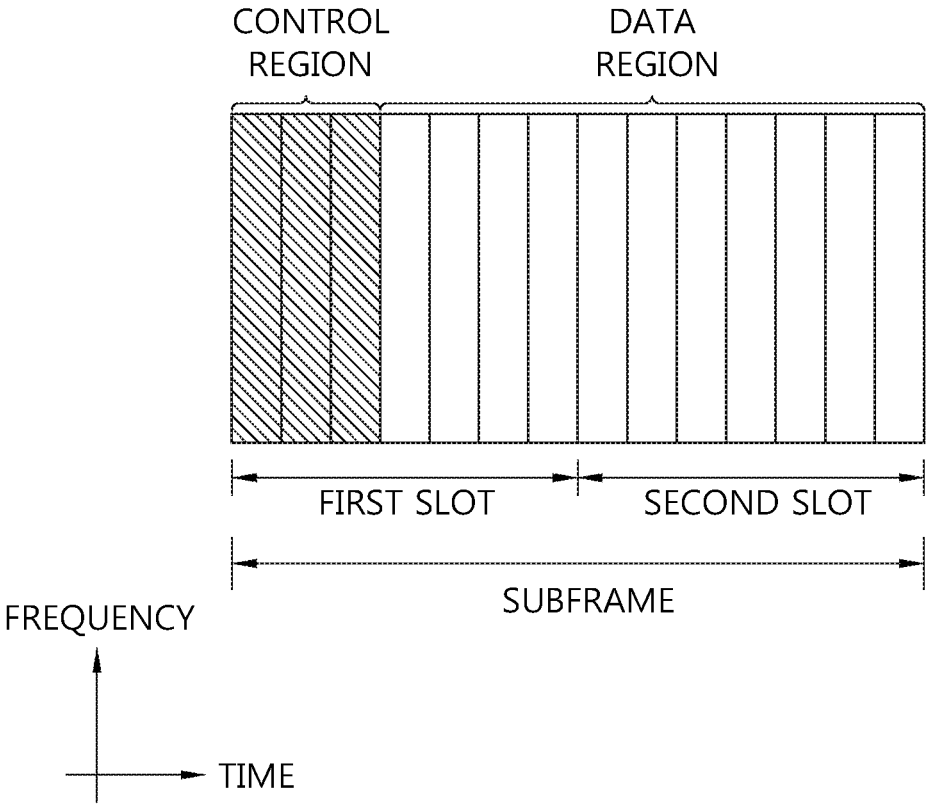 CONTROL
REGION
DATA
REGION
FIRST SLOT
SECOND SLOT
SUBFRAME
FREQUENCY
TIME